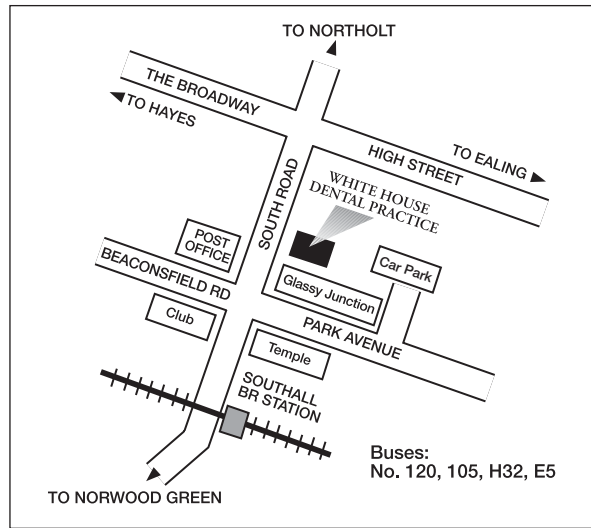 TO NORTHOLT
THE BROADWAY
TO HAYES
HIGH STREET
TO EALING
SOUTH ROAD
WHITE HOUSE
DENTAL PRACTICE
POST
OFFICE
Car Park
BEACONSFIELD RD
Glassy Junction
Club
PARK AVENUE
Temple
SOUTHALL
BR STATION
Buses:
No. 120, 105, H32, E5
TO NORWOOD GREEN